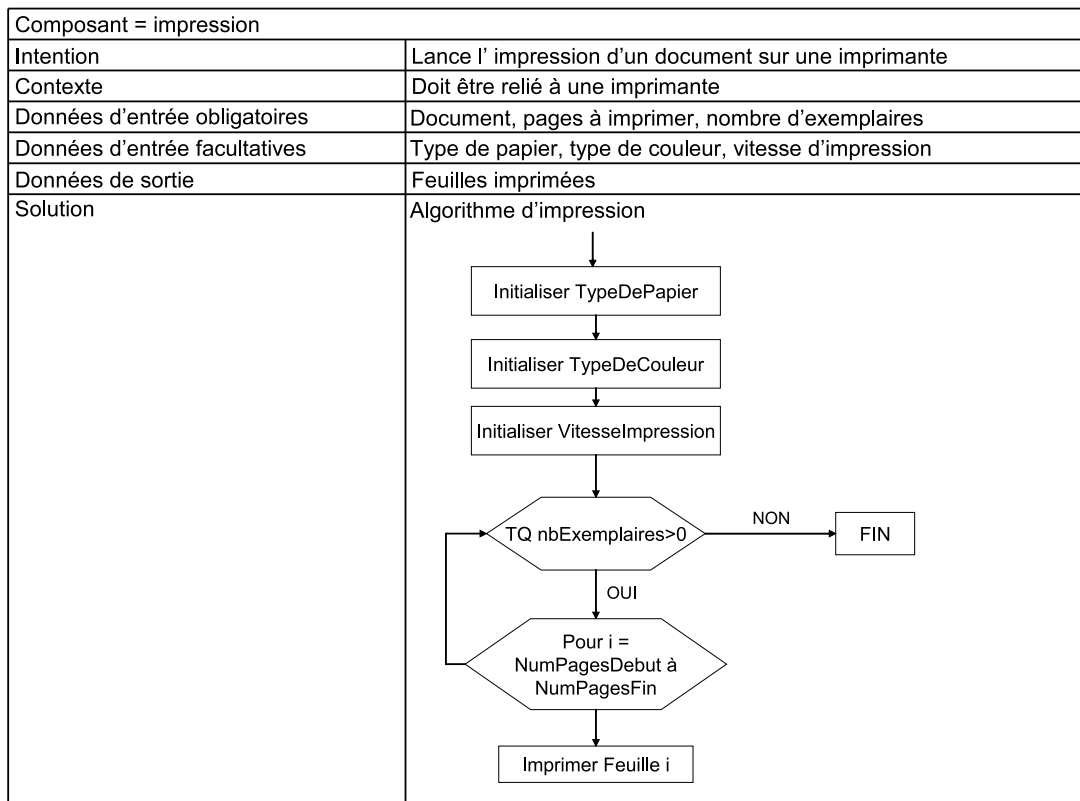 Composant = impression
Intention
Lance l’ impression d’un document sur une imprimante
Contexte
Doit être relié à une imprimante
Données d’entrée obligatoires
Document, pages à imprimer, nombre d’exemplaires
Données d’entrée facultatives
Type de papier, type de couleur, vitesse d’impression
Données de sortie
Feuilles imprimées
Solution
Algorithme d’impression
Initialiser TypeDePapier
Initialiser TypeDeCouleur
Initialiser VitesseImpression
TQ nbExemplaires>0
NON
FIN
OUI
Pour i =
NumPagesDebut à
NumPagesFin
Imprimer Feuille i